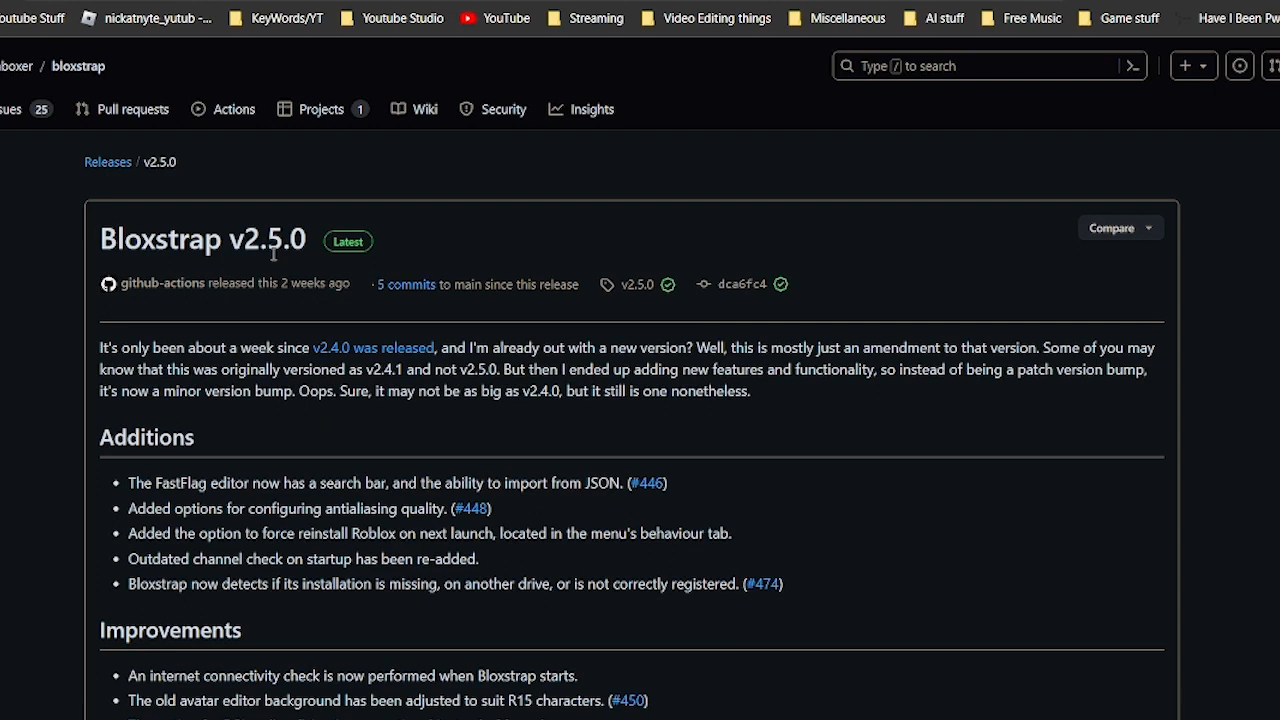 outube Stuff nickatnyte_yutub -... KeyWords/YT Youtube Studio YouTube Streaming Video Editing things Miscellaneous AI stuff Free Music Game stuff Have I Been Pw
boxer / bloxstrap Type / to search
sues 25 Pull requests Actions Projects 1 Wiki Security Insights
Releases / v2.5.0
Bloxstrap v2.5.0 Latest Compare
github-actions released this 2 weeks ago · 5 commits to main since this release v2.5.0 dca6fc4
It's only been about a week since v2.4.0 was released, and I'm already out with a new version? Well, this is mostly just an amendment to that version. Some of you may
know that this was originally versioned as v2.4.1 and not v2.5.0. But then I ended up adding new features and functionality, so instead of being a patch version bump,
it's now a minor version bump. Oops. Sure, it may not be as big as v2.4.0, but it still is one nonetheless.
Additions
• The FastFlag editor now has a search bar, and the ability to import from JSON. (#446)
• Added options for configuring antialiasing quality. (#448)
• Added the option to force reinstall Roblox on next launch, located in the menu's behaviour tab.
• Outdated channel check on startup has been re-added.
• Bloxstrap now detects if its installation is missing, on another drive, or is not correctly registered. (#474)
Improvements
• An internet connectivity check is now performed when Bloxstrap starts.
• The old avatar editor background has been adjusted to suit R15 characters. (#450)